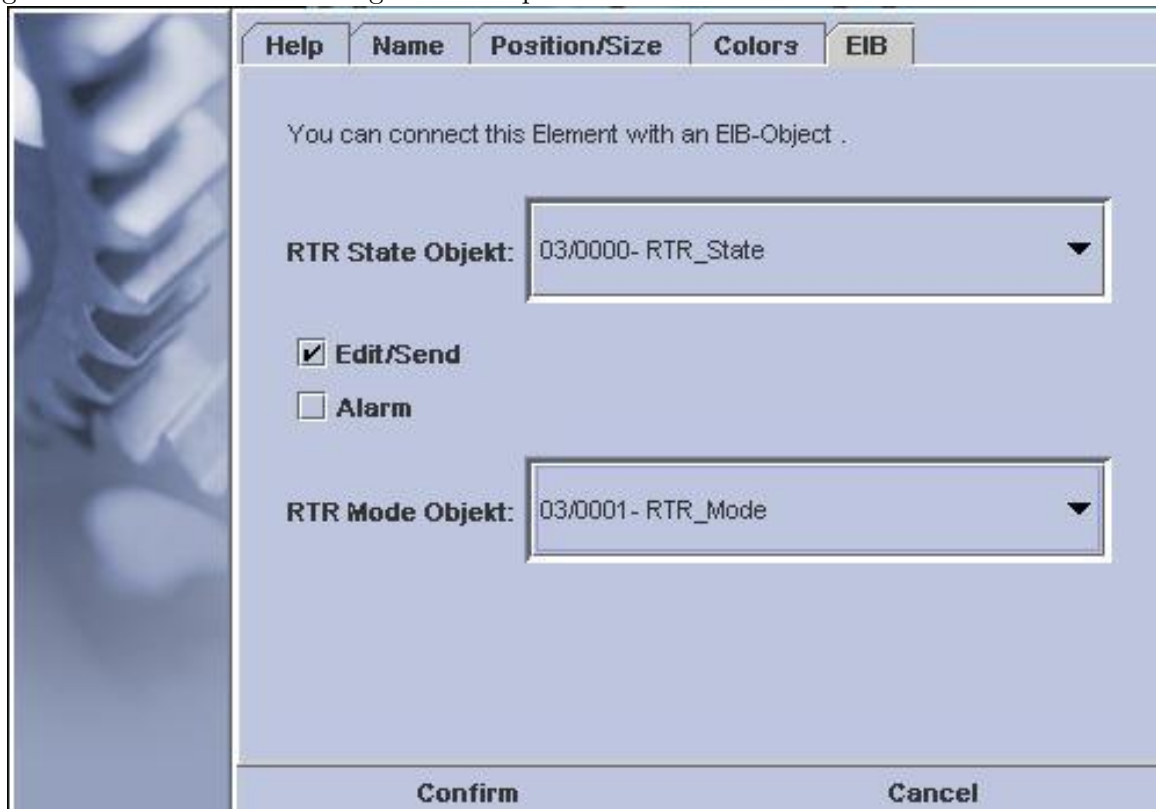 Help Name Position/Size Colors EIB
You can connect this Element with an EIB-Object .
RTR State Objekt: 03/0000- RTR_State
Edit/Send
Alarm
RTR Mode Objekt: 03/0001- RTR_Mode
Confirm Cancel